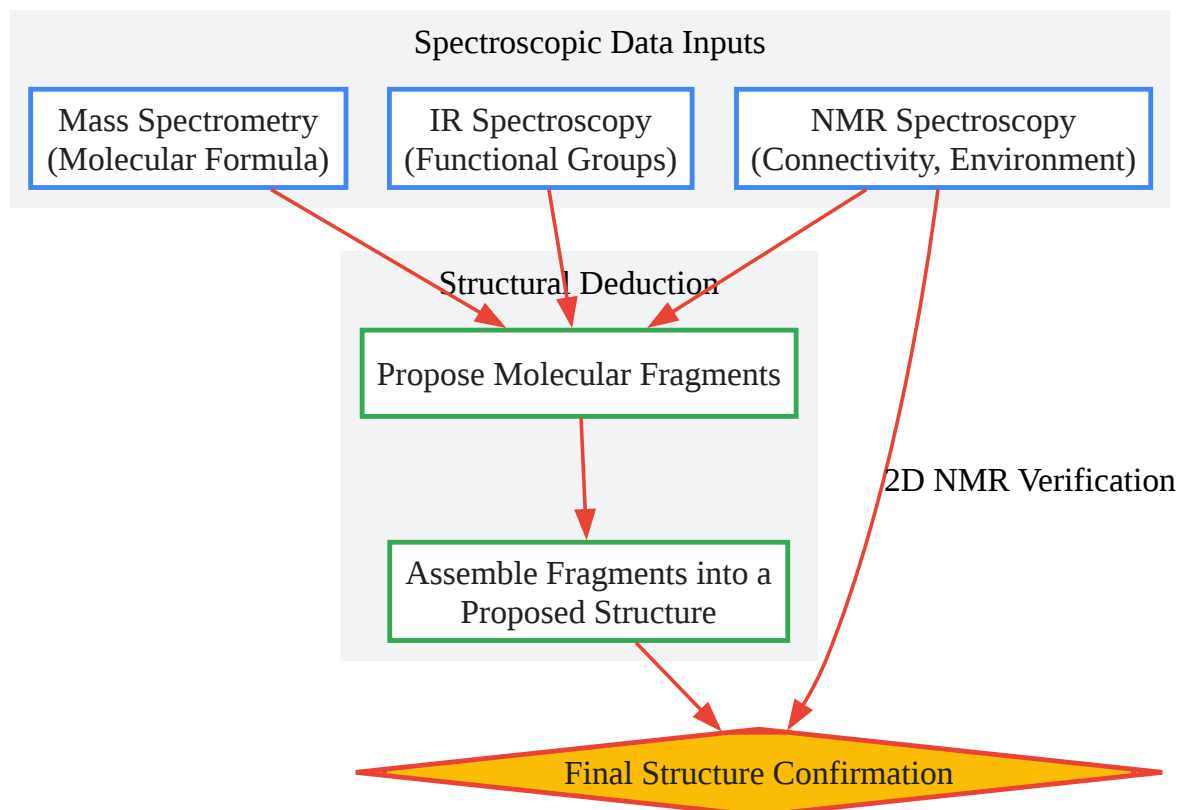 Spectroscopic Data Inputs
Mass Spectrometry
(Molecular Formula)
IR Spectroscopy
(Functional Groups)
NMR Spectroscopy
(Connectivity, Environment)
Structural Deduction
Propose Molecular Fragments
2D NMR Verification
Assemble Fragments into a
Proposed Structure
Final Structure Confirmation